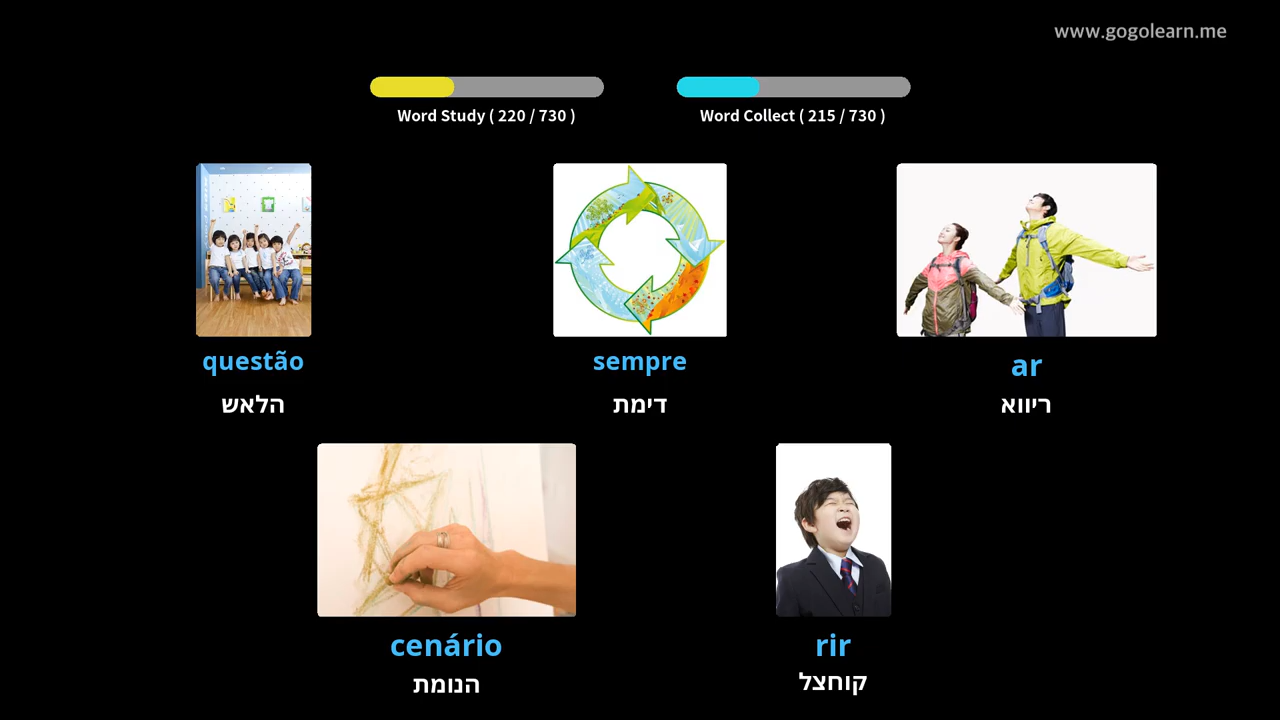 www.gogolearn.me
Word Study ( 220 / 730 )
Word Collect ( 215 / 730 )
questão
הלאש
sempre
דימת
ar
ריווא
cenário
הנומת
rir
קוחצל